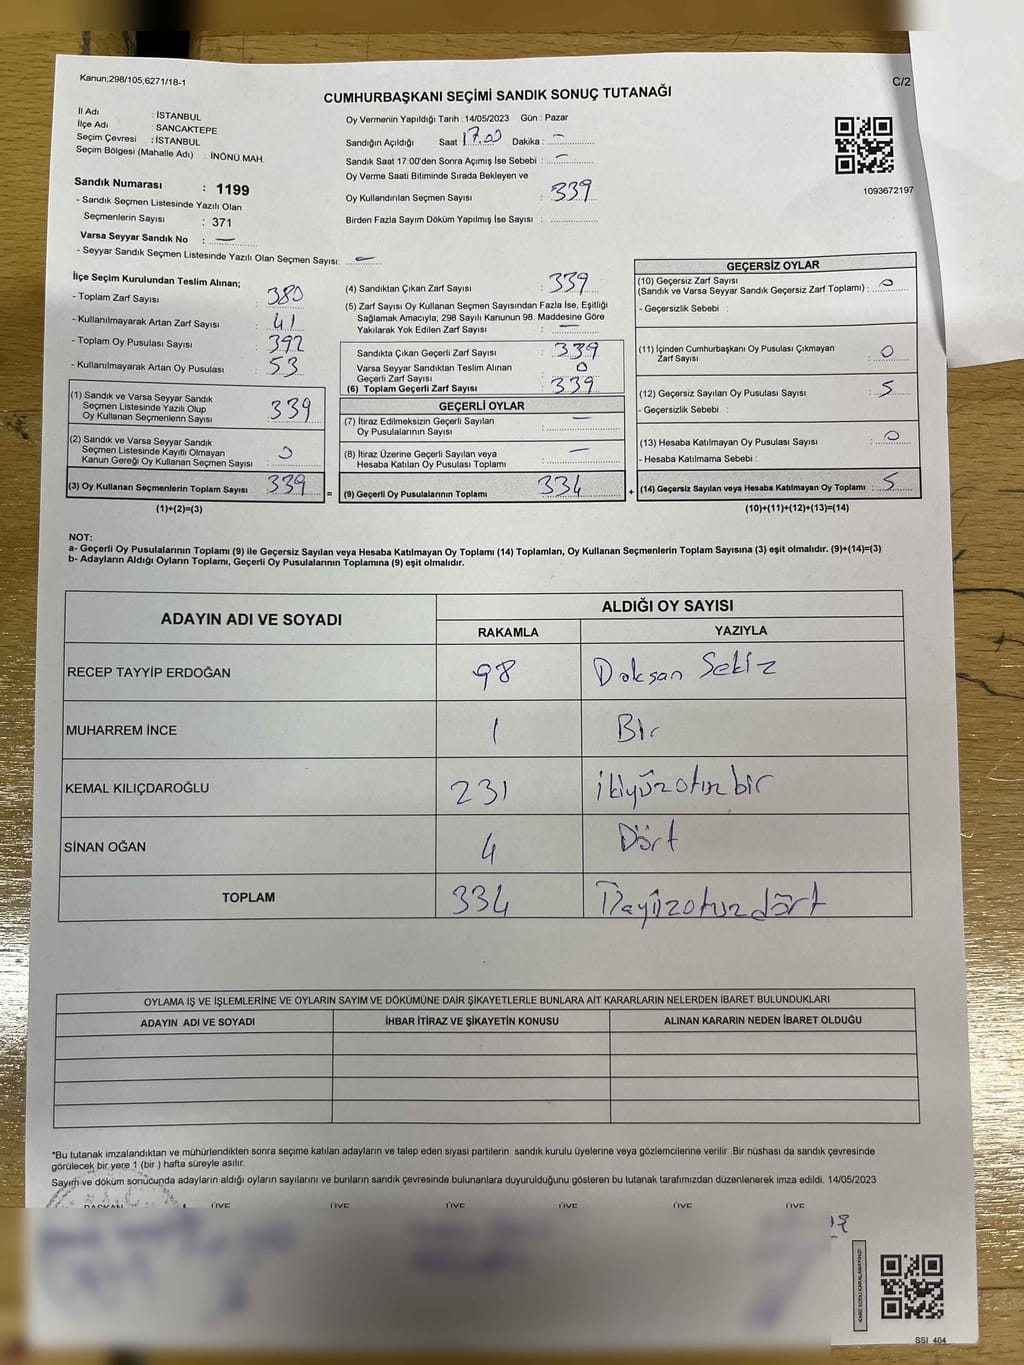 Kanun;298/105,6271/18-1
C/2
CUMHURBAŞKANI SEÇİMİ SANDIK SONUÇ TUTANAĞI
İl Adı : İSTANBUL
İlçe Adı : SANCAKTEPE
Seçim Çevresi : İSTANBUL
Seçim Bölgesi (Mahalle Adı) : İNÖNÜ MAH.
Sandık Numarası : 1199
- Sandık Seçmen Listesinde Yazılı Olan
Seçmenlerin Sayısı : 371
Varsa Seyyar Sandık No : —
- Seyyar Sandık Seçmen Listesinde Yazılı Olan Seçmen Sayısı: —
Oy Vermenin Yapıldığı Tarih :14/05/2023 Gün : Pazar
Sandığın Açıldığı Saat 17.00 Dakika : —
Sandık Saat 17:00'den Sonra Açımış İse Sebebi : —
Oy Verme Saati Bitiminde Sırada Bekleyen ve
Oy Kullandırılan Seçmen Sayısı : 339
Birden Fazla Sayım Döküm Yapılmış İse Sayısı :
1093672197
İlçe Seçim Kurulundan Teslim Alınan;
- Toplam Zarf Sayısı : 380
- Kullanılmayarak Artan Zarf Sayısı : 41
- Toplam Oy Pusulası Sayısı : 392
- Kullanılmayarak Artan Oy Pusulası : 53
(1) Sandık ve Varsa Seyyar Sandık
Seçmen Listesinde Yazılı Olup
Oy Kullanan Seçmenlerin Sayısı : 339
(2) Sandık ve Varsa Seyyar Sandık
Seçmen Listesinde Kayıtlı Olmayan
Kanun Gereği Oy Kullanan Seçmen Sayısı : 0
(3) Oy Kullanan Seçmenlerin Toplam Sayısı : 339
(1)+(2)=(3)
(4) Sandıktan Çıkan Zarf Sayısı : 339
(5) Zarf Sayısı Oy Kullanan Seçmen Sayısından Fazla İse, Eşitliği
Sağlamak Amacıyla; 298 Sayılı Kanunun 98. Maddesine Göre
Yakılarak Yok Edilen Zarf Sayısı : —
Sandıkta Çıkan Geçerli Zarf Sayısı : 339
Varsa Seyyar Sandıktan Teslim Alınan
Geçerli Zarf Sayısı : 0
(6) Toplam Geçerli Zarf Sayısı : 339
GEÇERLİ OYLAR
(7) İtiraz Edilmeksizin Geçerli Sayılan
Oy Pusulalarının Sayısı : —
(8) İtiraz Üzerine Geçerli Sayılan veya
Hesaba Katılan Oy Pusulası Toplamı : —
= (9) Geçerli Oy Pusulalarının Toplamı : 334
GEÇERSİZ OYLAR
(10) Geçersiz Zarf Sayısı
(Sandık ve Varsa Seyyar Sandık Geçersiz Zarf Toplamı) : 0
- Geçersizlik Sebebi :
(11) İçinden Cumhurbaşkanı Oy Pusulası Çıkmayan
Zarf Sayısı : 0
(12) Geçersiz Sayılan Oy Pusulası Sayısı : 5
- Geçersizlik Sebebi :
(13) Hesaba Katılmayan Oy Pusulası Sayısı : 0
- Hesaba Katılmama Sebebi :
+ (14) Geçersiz Sayılan veya Hesaba Katılmayan Oy Toplamı : 5
(10)+(11)+(12)+(13)=(14)
NOT:
a- Geçerli Oy Pusulalarının Toplamı (9) ile Geçersiz Sayılan veya Hesaba Katılmayan Oy Toplamı (14) Toplamları, Oy Kullanan Seçmenlerin Toplam Sayısına (3) eşit olmalıdır. (9)+(14)=(3)
b- Adayların Aldığı Oyların Toplamı, Geçerli Oy Pusulalarının Toplamına (9) eşit olmalıdır.
ADAYIN ADI VE SOYADI
ALDIĞI OY SAYISI
RAKAMLA YAZIYLA
RECEP TAYYİP ERDOĞAN 98 Doksan Sekiz
MUHARREM İNCE 1 Bir
KEMAL KILIÇDAROĞLU 231 ikiyüzotuzbir
SİNAN OĞAN 4 Dört
TOPLAM 334 Üçyüzotuzdört
OYLAMA İŞ VE İŞLEMLERİNE VE OYLARIN SAYIM VE DÖKÜMÜNE DAİR ŞİKAYETLERLE BUNLARA AİT KARARLARIN NELERDEN İBARET BULUNDUKLARI
ADAYIN ADI VE SOYADI İHBAR İTİRAZ VE ŞİKAYETİN KONUSU ALINAN KARARIN NEDEN İBARET OLDUĞU
*Bu tutanak imzalandıktan ve mühürlendikten sonra seçime katılan adayların ve talep eden siyasi partilerin sandık kurulu üyelerine veya gözlemcilerine verilir .Bir nüshası da sandık çevresinde
görülecek bir yere 1 (bir ) hafta süreyle asılır.
Sayım ve döküm sonucunda adayların aldığı oyların sayılarını ve bunların sandık çevresinde bulunanlara duyurulduğunu gösteren bu tutanak tarafımızdan düzenlenerek imza edildi. 14/05/2023
BAŞKAN ÜYE ÜYE ÜYE ÜYE ÜYE ÜYE
KARE KODU KARALAMAYINIZ!
SSI_404